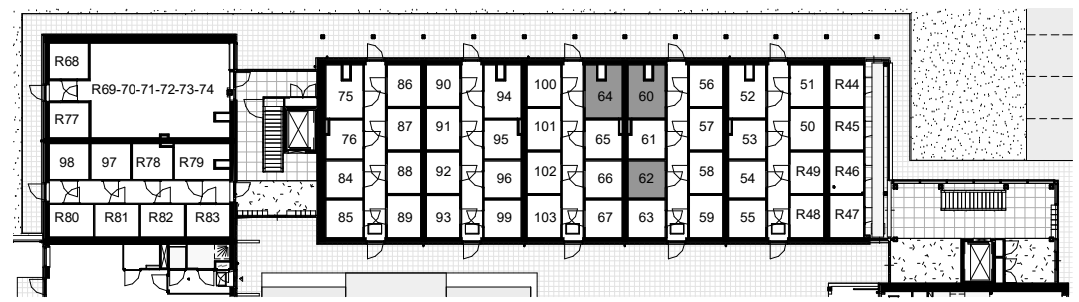 R68
R69-70-71-72-73-74
R77
98 97 R78 R79
R80 R81 R82 R83
75 86 90 94 100 64 60 56 52 51 R44
76 87 91 95 101 65 61 57 53 50 R45
84 88 92 96 102 66 62 58 54 R49 R46
85 89 93 99 103 67 63 59 55 R48 R47